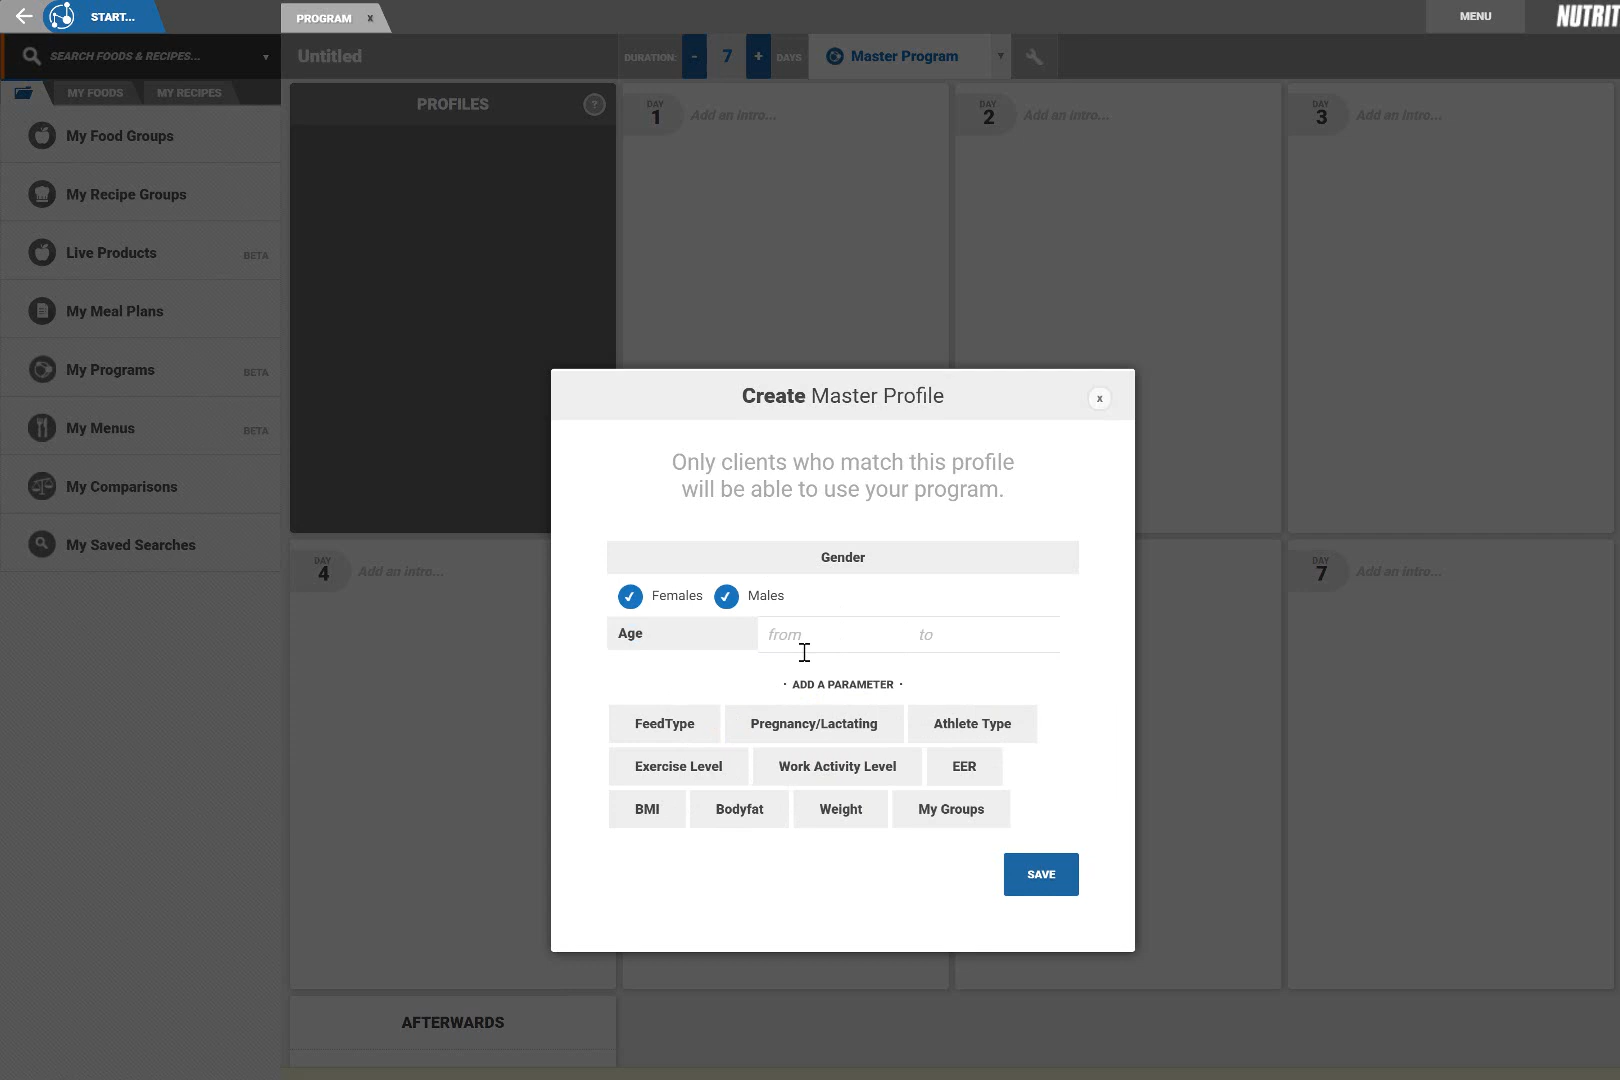 START...
PROGRAM x
MENU
NUTRIT
SEARCH FOODS & RECIPES...
Untitled
DURATION: - 7 + DAYS
Master Program
MY FOODS
MY RECIPES
My Food Groups
My Recipe Groups
Live Products BETA
My Meal Plans
My Programs BETA
My Menus BETA
My Comparisons
My Saved Searches
PROFILES ?
DAY
1
Add an intro...
DAY
2
Add an intro...
DAY
3
Add an intro...
Create Master Profile x
Only clients who match this profile
will be able to use your program.
Gender
Females Males
Age from to
· ADD A PARAMETER ·
FeedType Pregnancy/Lactating Athlete Type
Exercise Level Work Activity Level EER
BMI Bodyfat Weight My Groups
SAVE
DAY
4
Add an intro...
DAY
7
Add an intro...
AFTERWARDS